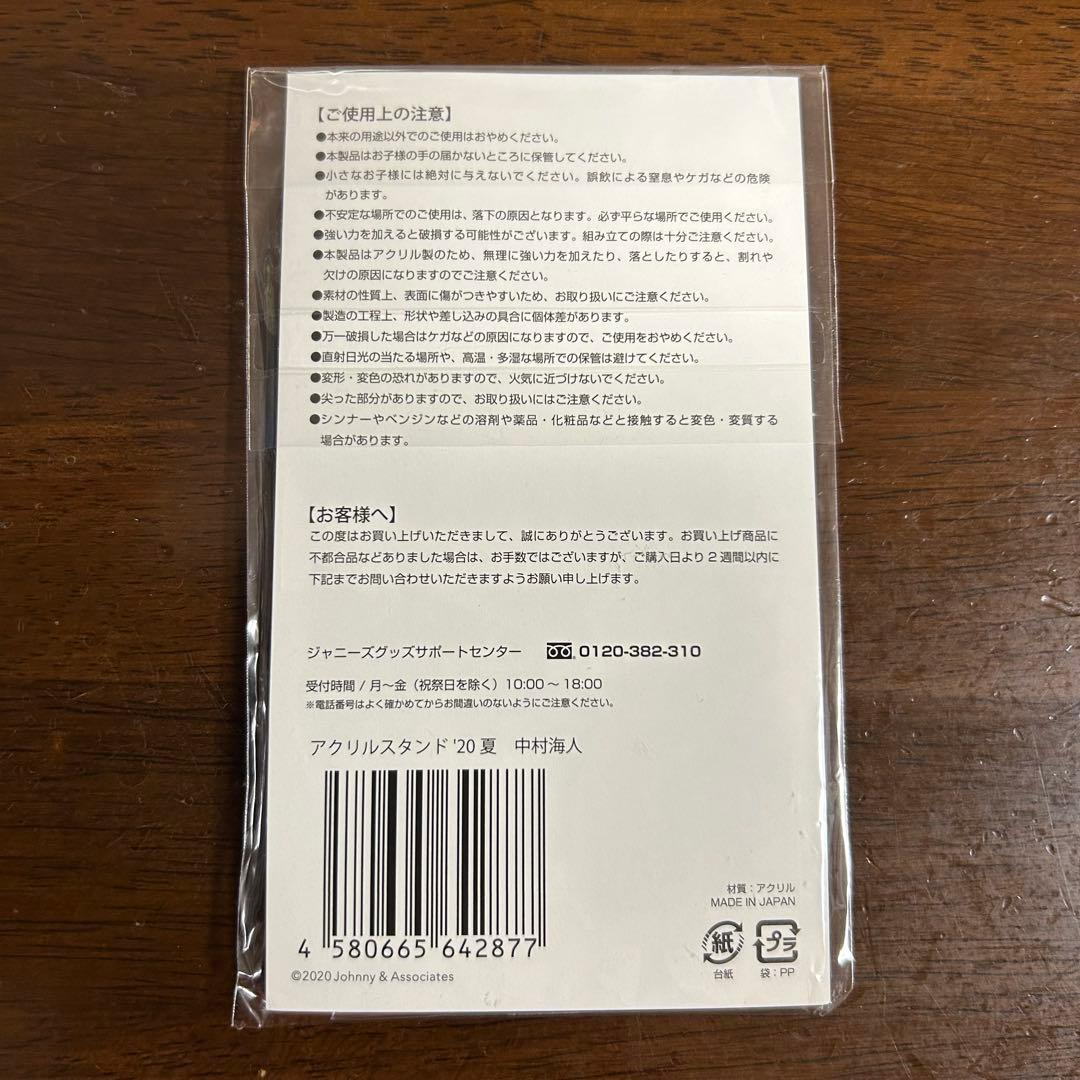 【ご使用上の注意】
●本来の用途以外でのご使用はおやめください。
●本製品はお子様の手の届かないところに保管してください。
●小さなお子様には絶対に与えないでください。誤飲による窒息やケガなどの危険
があります。
●不安定な場所でのご使用は、落下の原因となります。必ず平らな場所でご使用ください。
●強い力を加えると破損する可能性がございます。組み立ての際は十分ご注意ください。
●本製品はアクリル製のため、無理に強い力を加えたり、落としたりすると、割れや
欠けの原因になりますのでご注意ください。
●素材の性質上、表面に傷がつきやすいため、お取り扱いにご注意ください。
●製造の工程上、形状や差し込みの具合に個体差があります。
●万一破損した場合はケガなどの原因になりますので、ご使用をおやめください。
●直射日光の当たる場所や、高温・多湿な場所での保管は避けてください。
●変形・変色の恐れがありますので、火気に近づけないでください。
●尖った部分がありますので、お取り扱いにはご注意ください。
●シンナーやベンジンなどの溶剤や薬品・化粧品などと接触すると変色・変質する
場合があります。
【お客様へ】
この度はお買い上げいただきまして、誠にありがとうございます。お買い上げ商品に
不都合品などありました場合は、お手数ではございますが、ご購入日より2週間以内に
下記までお問い合わせいただきますようお願い申し上げます。
ジャニーズグッズサポートセンター 0120-382-310
受付時間 / 月〜金（祝祭日を除く）10:00〜18:00
※電話番号はよく確かめてからお間違いのないようにご注意ください。
アクリルスタンド '20 夏 中村海人
4 580665 642877
©2020 Johnny & Associates
材質：アクリル
MADE IN JAPAN
紙 プラ
台紙 袋：PP